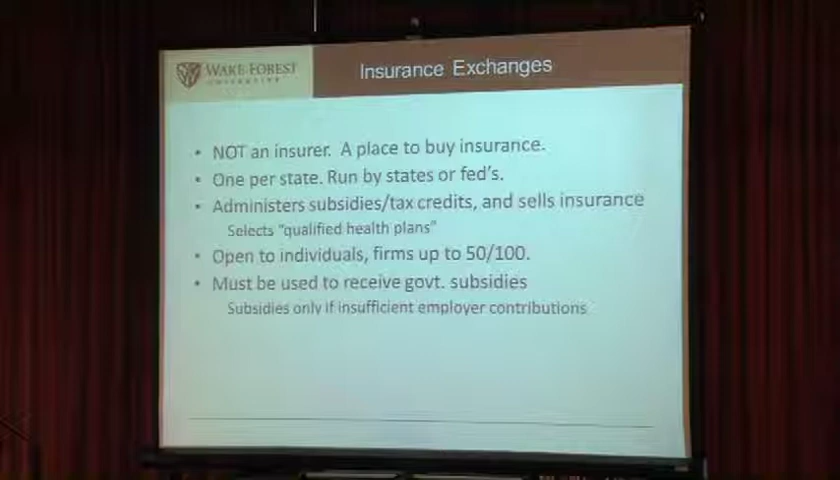 WAKE FOREST
UNIVERSITY
Insurance Exchanges
• NOT an insurer. A place to buy insurance.
• One per state. Run by states or fed's.
• Administers subsidies/tax credits, and sells insurance
Selects "qualified health plans"
• Open to individuals, firms up to 50/100.
• Must be used to receive govt. subsidies
Subsidies only if insufficient employer contributions